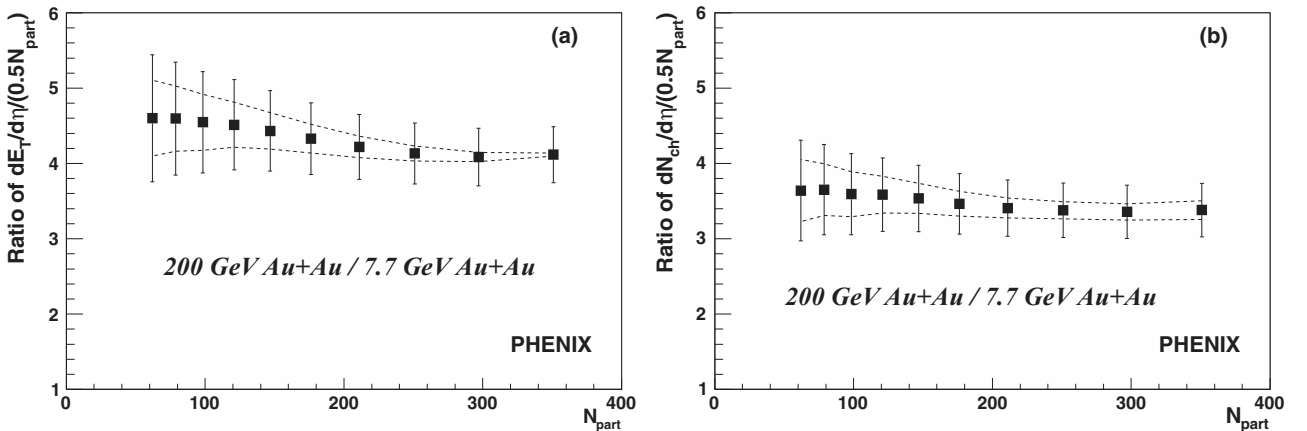 Ratio of dE_T/dη/(0.5N_part)
6
5
4
3
2
1
(a)
200 GeV Au+Au / 7.7 GeV Au+Au
PHENIX
0
100
200
300
400
N_part
Ratio of dN_ch/dη/(0.5N_part)
6
5
4
3
2
1
(b)
200 GeV Au+Au / 7.7 GeV Au+Au
PHENIX
0
100
200
300
400
N_part